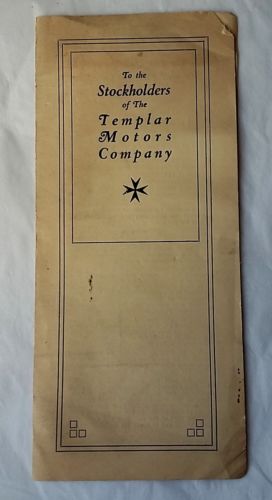 To the
Stockholders
of The
Templar
Motors
Company